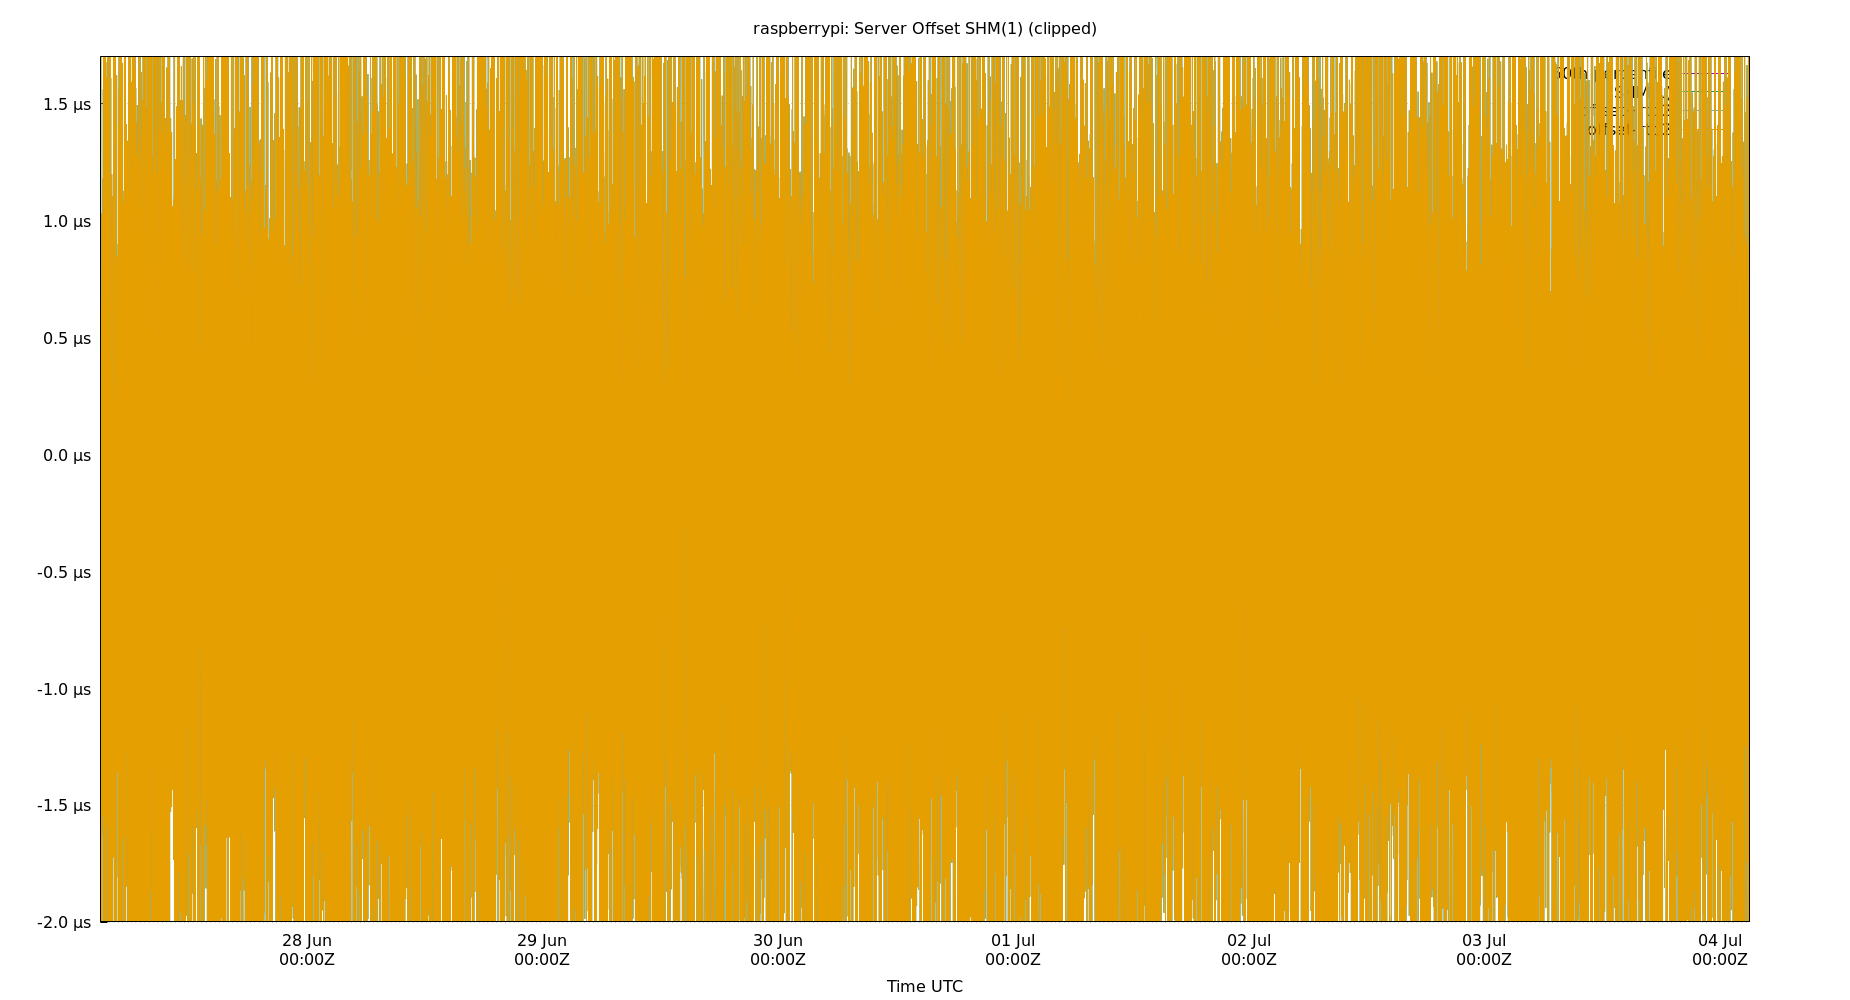 raspberrypi: Server Offset SHM(1) (clipped)
1.5 µs
1.0 µs
0.5 µs
0.0 µs
-0.5 µs
-1.0 µs
-1.5 µs
-2.0 µs
28 Jun 29 Jun 30 Jun 01 Jul 02 Jul 03 Jul 04 Jul
00:00Z 00:00Z 00:00Z 00:00Z 00:00Z 00:00Z 00:00Z
Time UTC